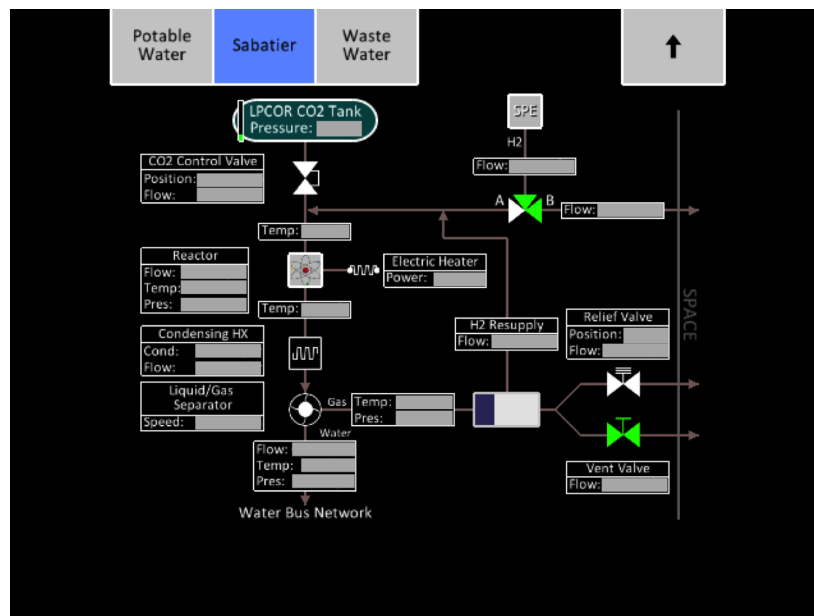 Potable
Water
Sabatier
Waste
Water
LPCOR CO2 Tank
Pressure:
SPE
H2
Flow:
CO2 Control Valve
Position:
Flow:
A
B
Flow:
Temp:
Reactor
Flow:
Temp:
Pres:
Electric Heater
Power:
Temp:
SPACE
Condensing HX
Cond:
Flow:
H2 Resupply
Flow:
Relief Valve
Position:
Flow:
Liquid/Gas
Separator
Speed:
Gas
Temp:
Pres:
Water
Flow:
Temp:
Pres:
Vent Valve
Flow:
Water Bus Network